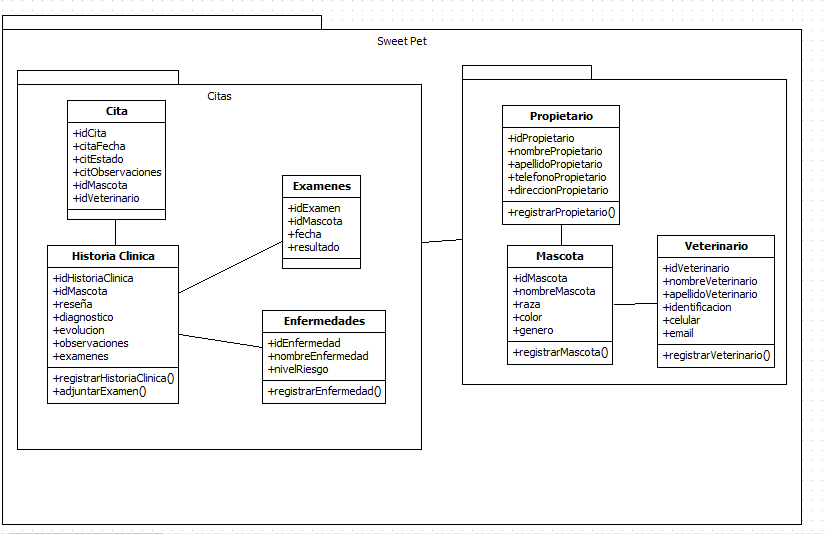 Sweet Pet
Citas
Cita
+idCita
+citaFecha
+citEstado
+citObservaciones
+idMascota
+idVeterinario
Historia Clinica
+idHistoriaClinica
+idMascota
+reseña
+diagnostico
+evolucion
+observaciones
+examenes
+registrarHistoriaClinica()
+adjuntarExamen()
Examenes
+idExamen
+idMascota
+fecha
+resultado
Enfermedades
+idEnfermedad
+nombreEnfermedad
+nivelRiesgo
+registrarEnfermedad()
Propietario
+idPropietario
+nombrePropietario
+apellidoPropietario
+telefonoPropietario
+direccionPropietario
+registrarPropietario()
Mascota
+idMascota
+nombreMascota
+raza
+color
+genero
+registrarMascota()
Veterinario
+idVeterinario
+nombreVeterinario
+apellidoVeterinario
+identificacion
+celular
+email
+registrarVeterinario()